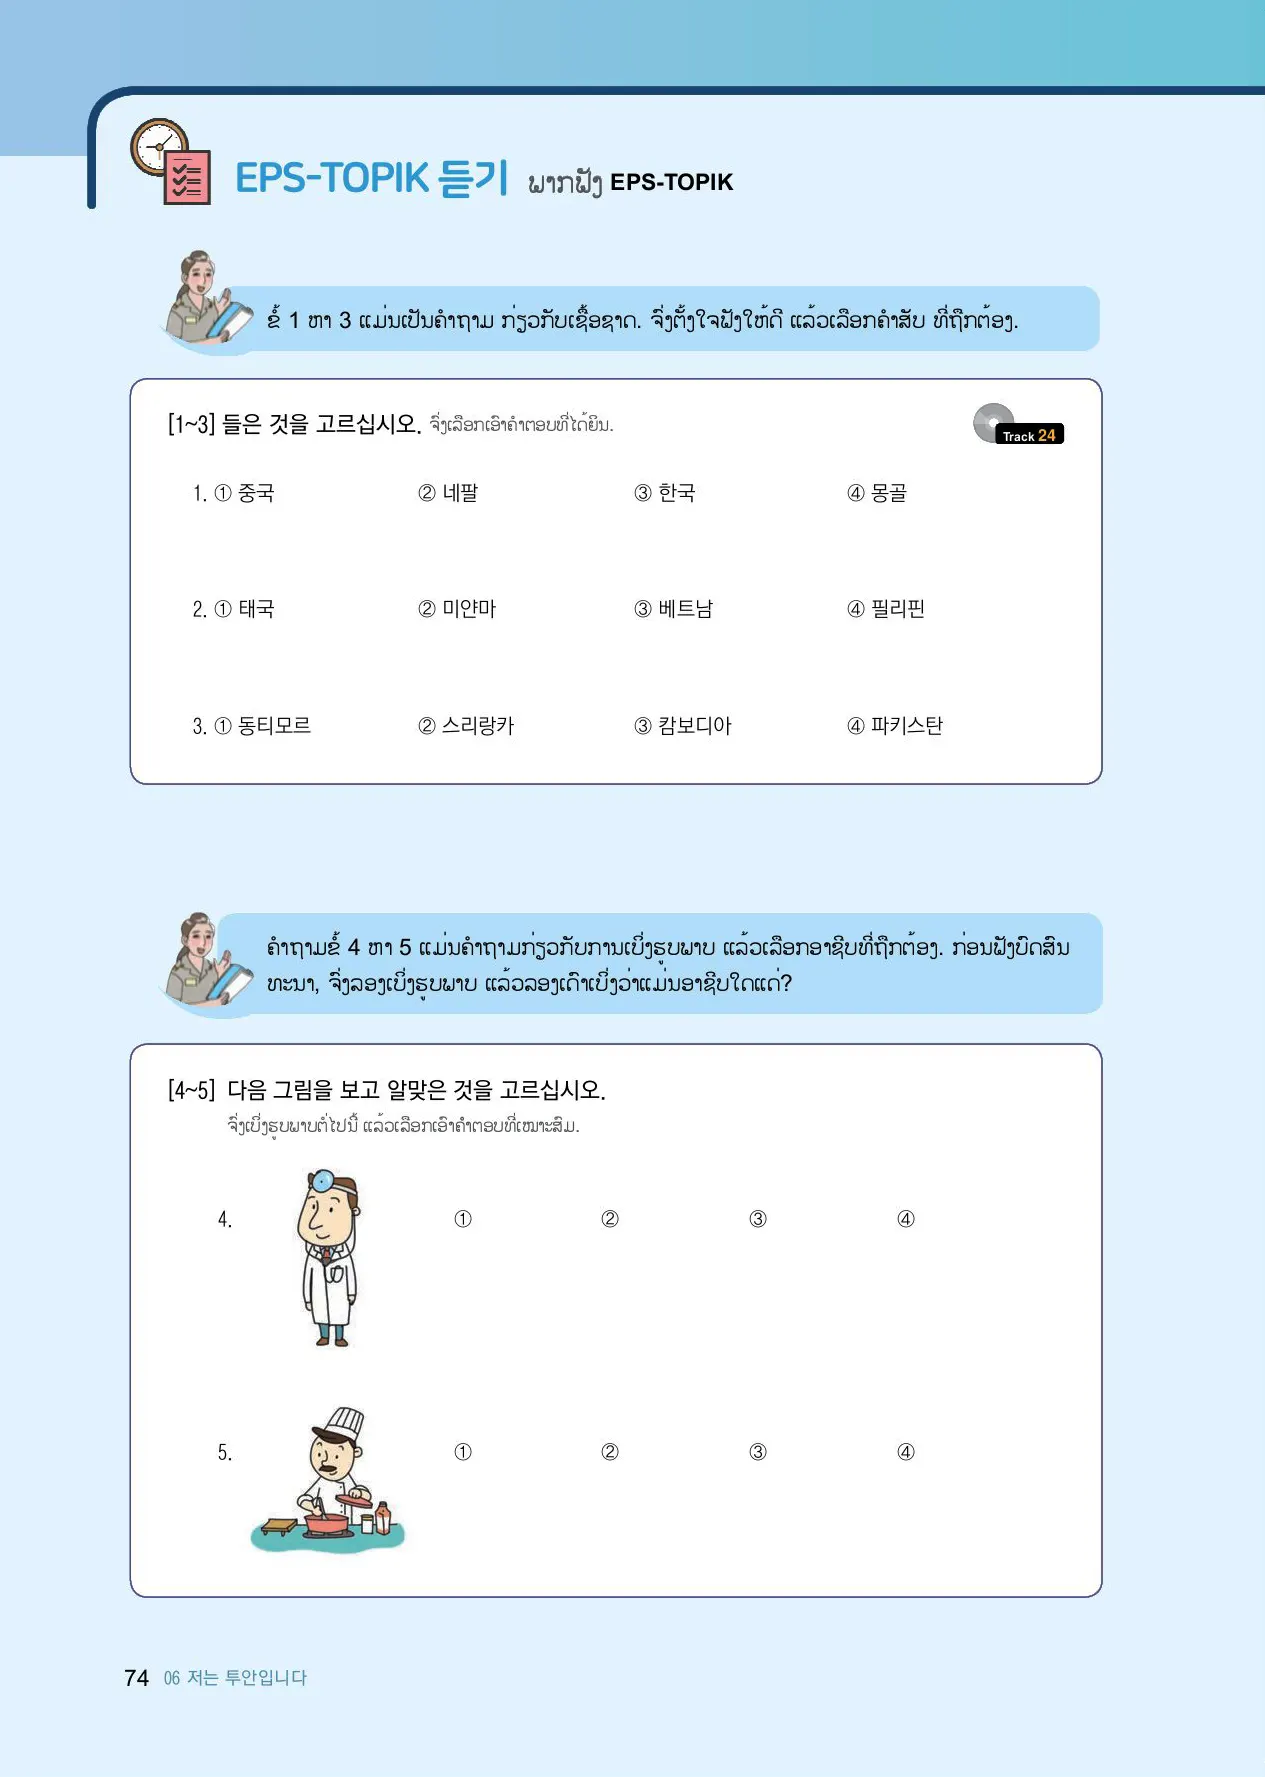 EPS-TOPIK 듣기 ພາກຟັງ EPS-TOPIK
ຂໍ້ 1 ຫາ 3 ແມ່ນເປັນຄໍາຖາມ ກ່ຽວກັບເຊື້ອຊາດ. ຈົ່ງຕັ້ງໃຈຟັງໃຫ້ດີ ແລ້ວເລືອກຄໍາສັບ ທີ່ຖືກຕ້ອງ.
[1~3] 들은 것을 고르십시오. ຈົ່ງເລືອກເອົາຄໍາຕອບທີ່ໄດ້ຍິນ.
Track 24
1. ① 중국 ② 네팔 ③ 한국 ④ 몽골
2. ① 태국 ② 미얀마 ③ 베트남 ④ 필리핀
3. ① 동티모르 ② 스리랑카 ③ 캄보디아 ④ 파키스탄
ຄໍາຖາມຂໍ້ 4 ຫາ 5 ແມ່ນຄໍາຖາມກ່ຽວກັບການເບິ່ງຮູບພາບ ແລ້ວເລືອກອາຊີບທີ່ຖືກຕ້ອງ. ກ່ອນຟັງບົດສົນ
ທະນາ, ຈົ່ງລອງເບິ່ງຮູບພາບ ແລ້ວລອງເດົາເບິ່ງວ່າແມ່ນອາຊີບໃດແດ່?
[4~5] 다음 그림을 보고 알맞은 것을 고르십시오.
ຈົ່ງເບິ່ງຮູບພາບຕໍ່ໄປນີ້ ແລ້ວເລືອກເອົາຄໍາຕອບທີ່ເໝາະສົມ.
4. ① ② ③ ④
5. ① ② ③ ④
74 06 저는 투안입니다